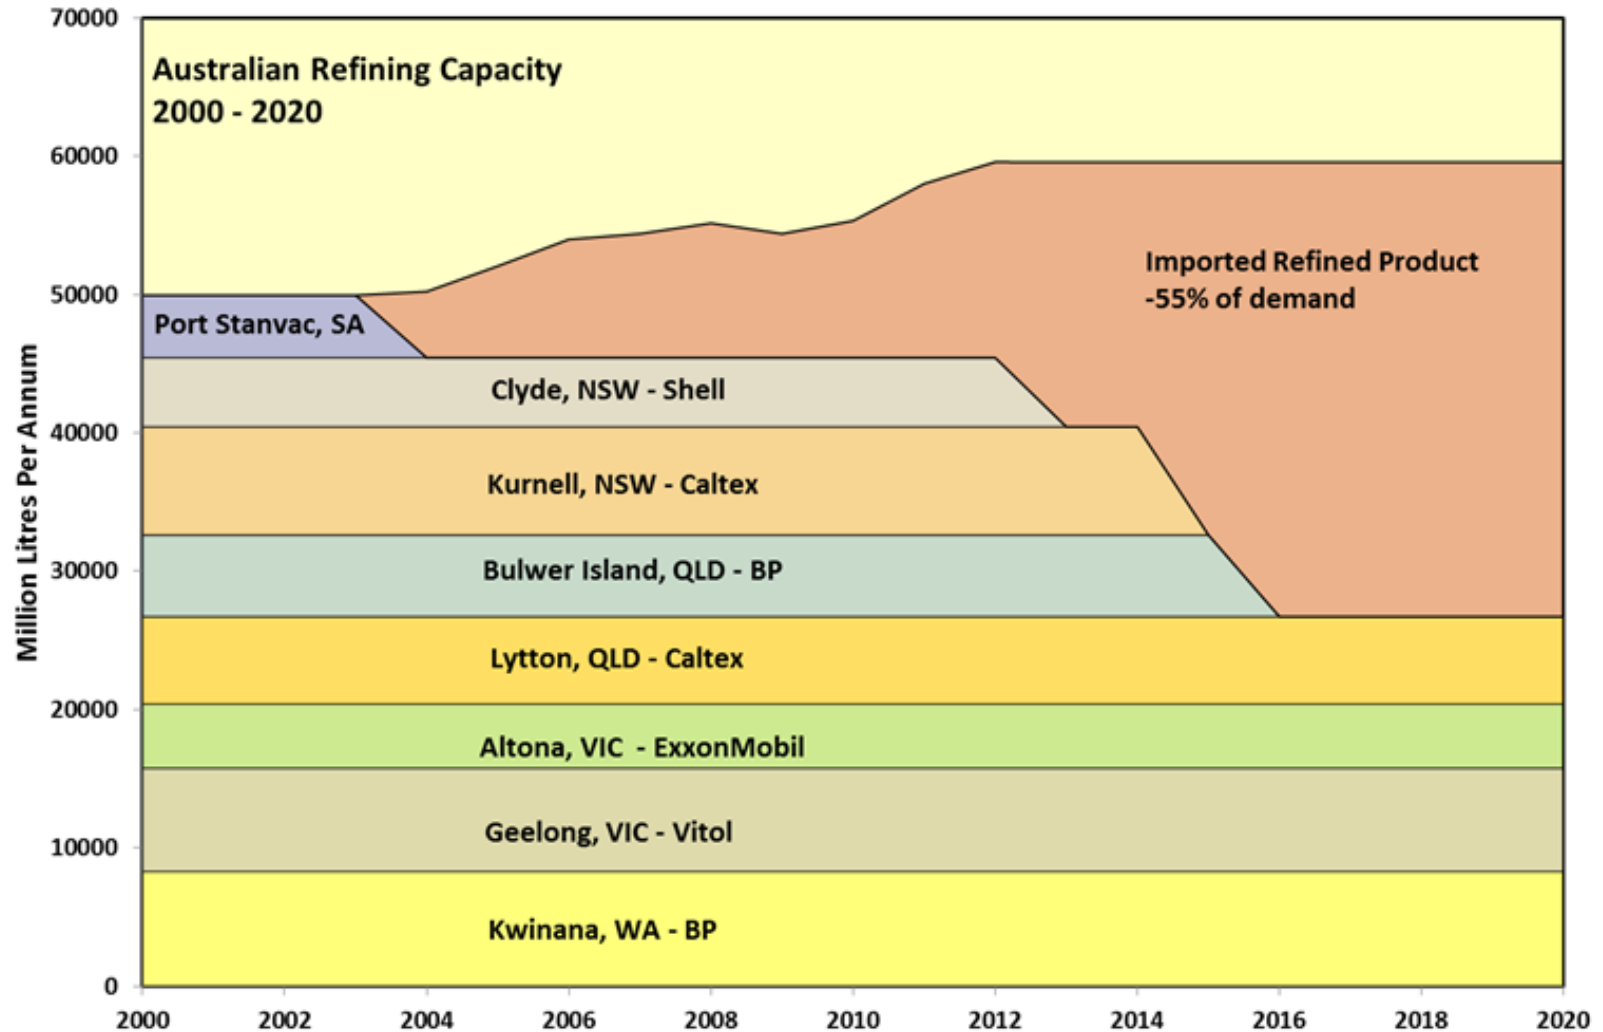 70000
Australian Refining Capacity
2000 - 2020
60000
Imported Refined Product
-55% of demand
50000
Port Stanvac, SA
Clyde, NSW - Shell
40000
Kurnell, NSW - Caltex
Million Litres Per Annum
30000
Bulwer Island, QLD - BP
Lytton, QLD - Caltex
20000
Altona, VIC  - ExxonMobil
Geelong, VIC - Vitol
10000
Kwinana, WA - BP
0
2000 2002 2004 2006 2008 2010 2012 2014 2016 2018 2020